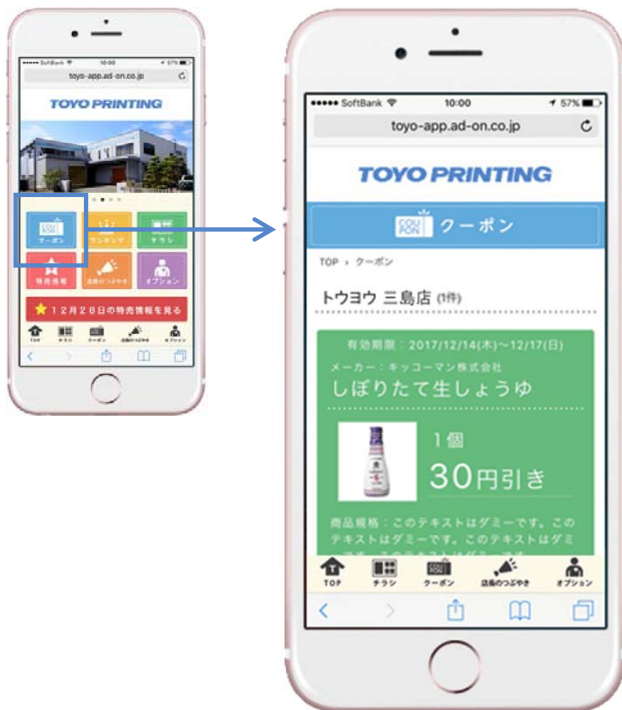 SoftBank 10:00 57%
toyo-app.ad-on.co.jp
TOYO PRINTING
COUPON
クーポン
ランキング
チラシ
特売情報
店長のつぶやき
オプション
12月28日の特売情報を見る
TOP チラシ クーポン 店長のつぶやき オプション
SoftBank 10:00 57%
toyo-app.ad-on.co.jp
TOYO PRINTING
COUPON クーポン
TOP › クーポン
トウヨウ 三島店 (1件)
有効期限：2017/12/14(木)〜12/17(日)
メーカー：キッコーマン株式会社
しぼりたて生しょうゆ
1個
30円引き
商品規格：このテキストはダミーです。この
テキストはダミーです。このテキストはダミ
TOP チラシ クーポン 店長のつぶやき オプション